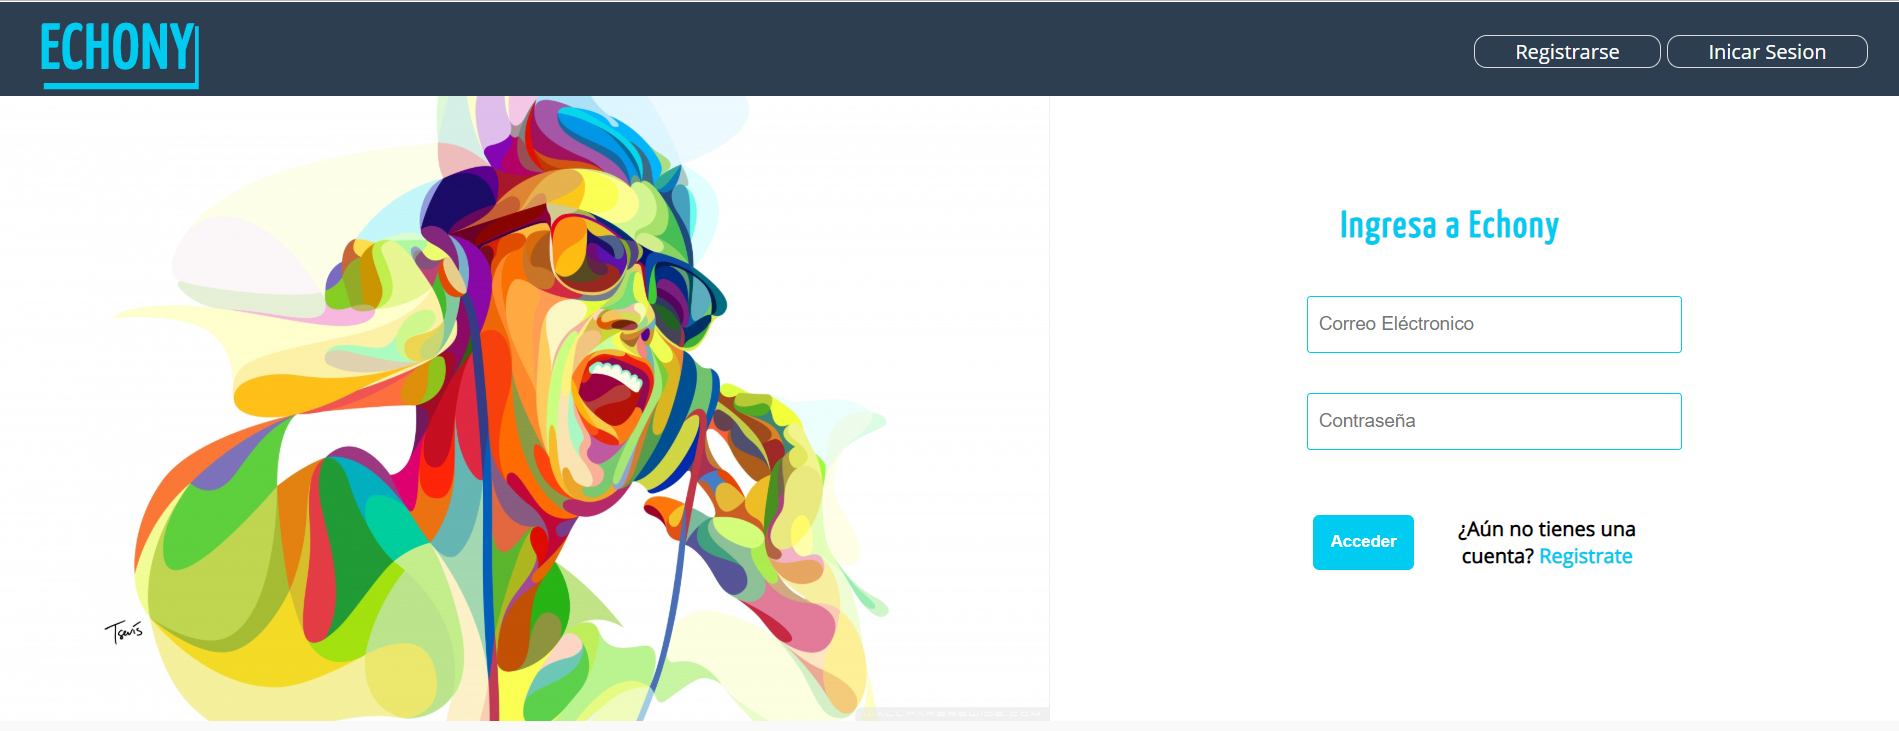 ECHONY
Registrarse
Inicar Sesion
Ingresa a Echony
Correo Eléctronico
Contraseña
Acceder
¿Aún no tienes una
cuenta? Registrate
Tsevis